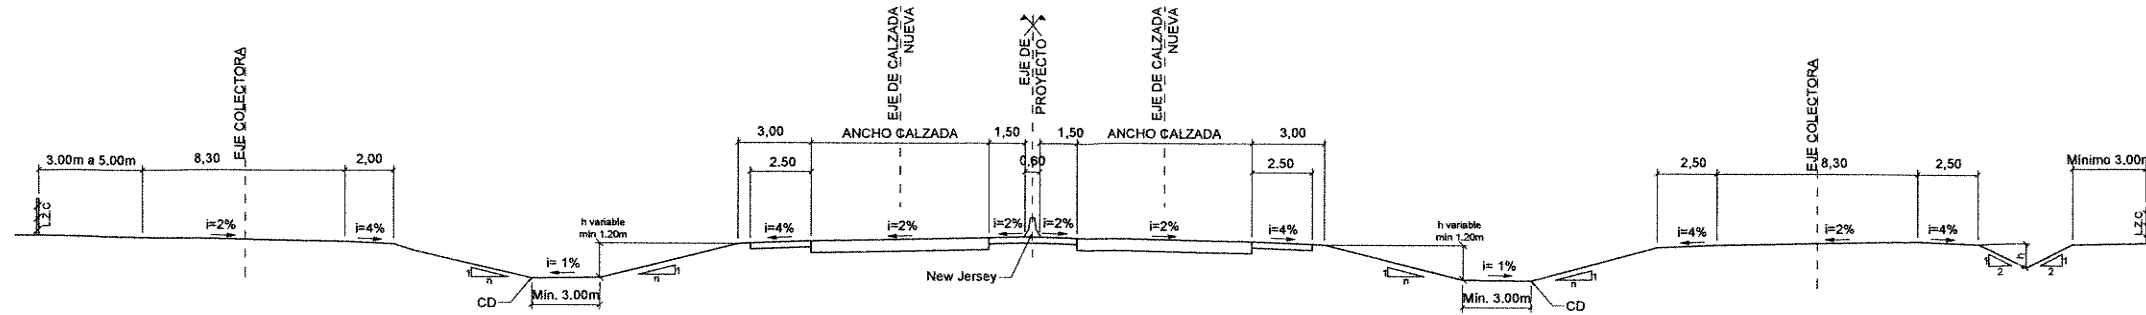 EJE COLECTORA
EJE DE CALZADA
NUEVA
EJE DE
PROYECTO
EJE DE CALZADA
NUEVA
EJE COLECTORA
3,00
ANCHO CALZADA
1,50
1,50
ANCHO CALZADA
3,00
3.00m a 5.00m
8,30
2,00
2.50
0,60
2.50
2,50
8,30
2,50
Mínimo 3.00m
L.Z.C
i=2%
i=4%
h variable
min 1.20m
i=4%
i=2%
i=2%
i=2%
i=2%
i=4%
h variable
min 1.20m
i=4%
i=2%
i=4%
L.Z.C
1
n
i= 1%
1
n
New Jersey
1
n
i= 1%
1
n
1
2
h
1
2
CD
Mín. 3.00m
Mín. 3.00m
CD